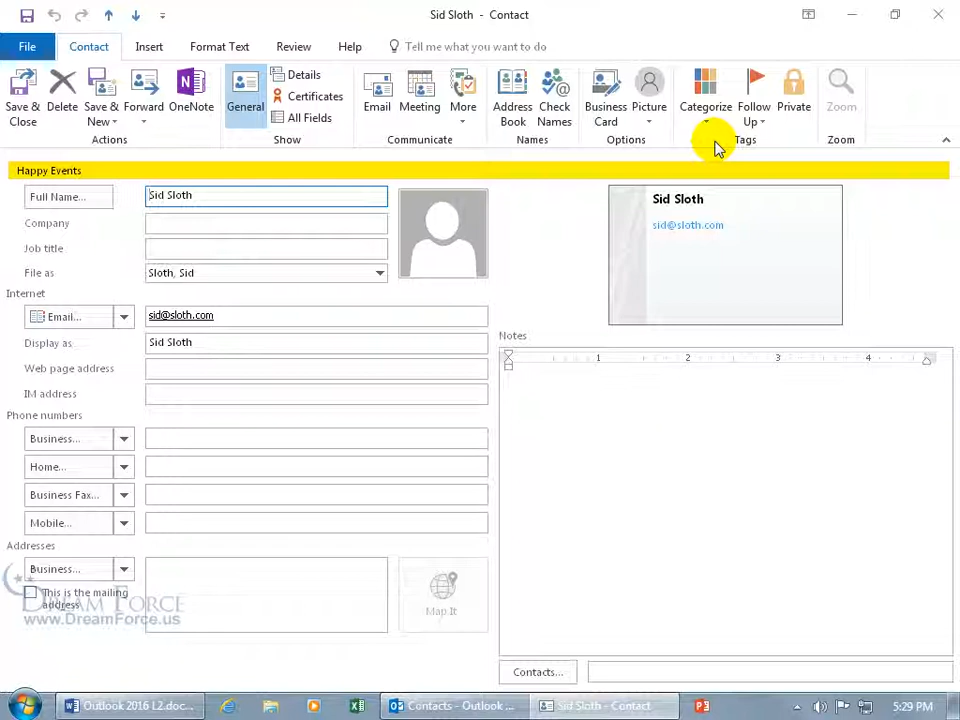 Sid Sloth - Contact
File Contact Insert Format Text Review Help Tell me what you want to do
Save & Close Delete Save & New Forward OneNote General Details Certificates All Fields Email Meeting More Address Book Check Names Business Card Picture Categorize Follow Up Private Zoom
Actions Show Communicate Names Options Tags Zoom
Happy Events
Full Name... Sid Sloth
Company
Job title
File as Sloth, Sid
Internet
Email... sid@sloth.com
Display as Sid Sloth
Web page address
IM address
Phone numbers
Business...
Home...
Business Fax...
Mobile...
Addresses
Business...
This is the mailing
address
Map It
DREAM FORCE
www.DreamForce.us
Sid Sloth
sid@sloth.com
Notes
1 2 3 4
Contacts...
Outlook 2016 L2.doc... Contacts - Outlook ... Sid Sloth - Contact 5:29 PM